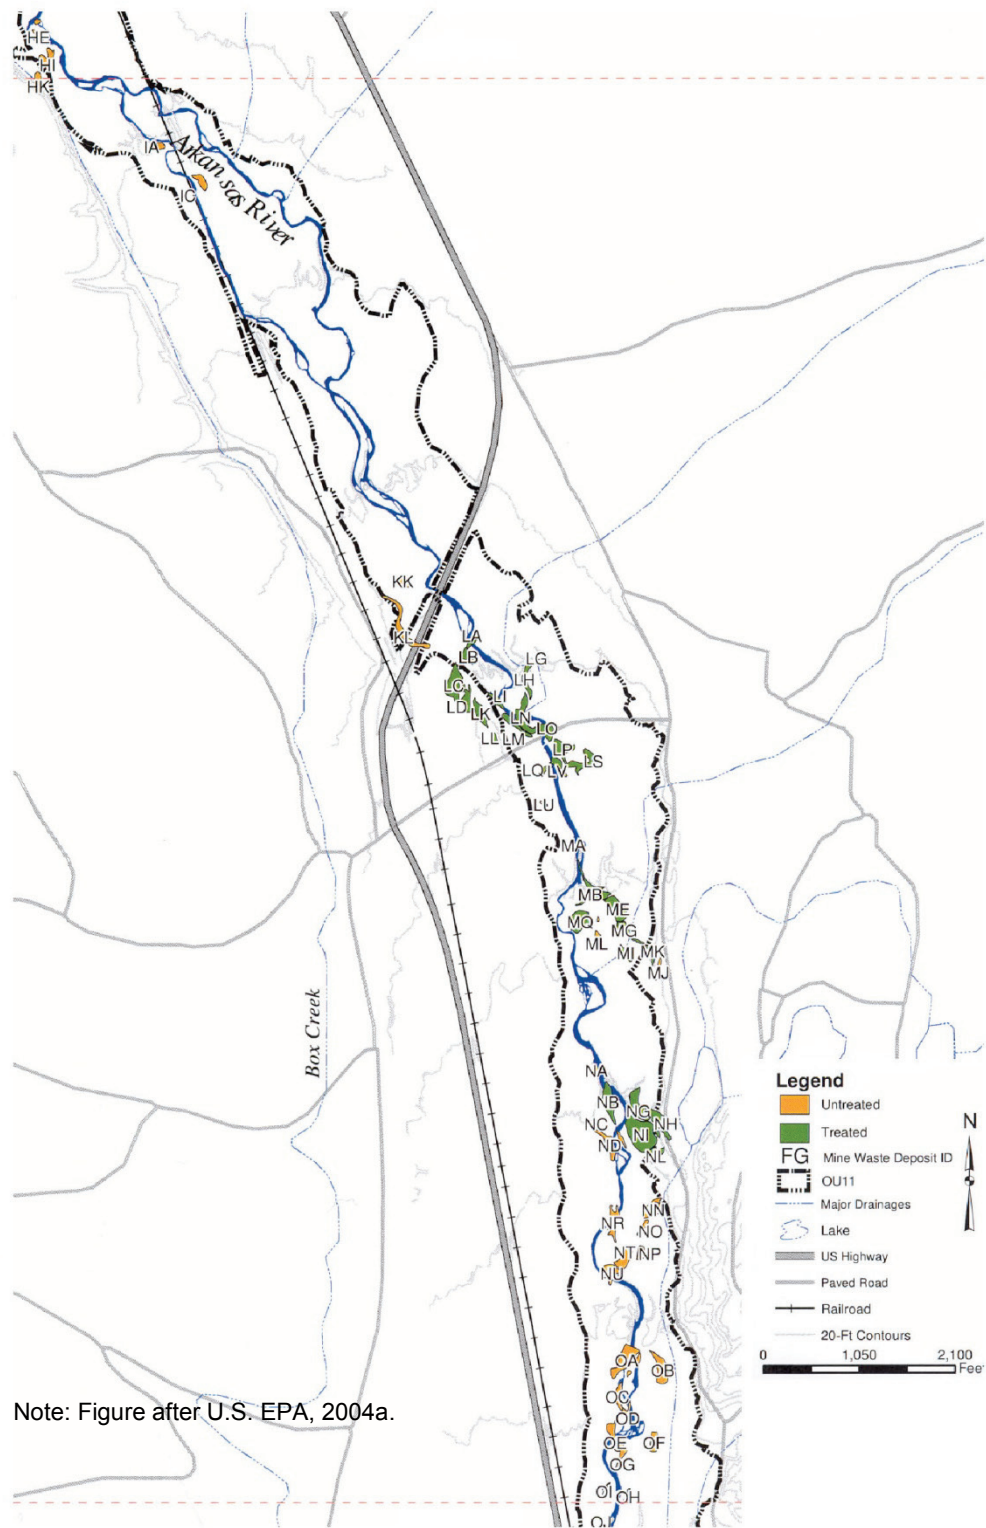 HE
HI
HK
IA
IC
Arkansas River
KK
KL
LA
LB
LG
LH
LC
LI
LD
LK
LN
LL
LM
LO
LP
LS
LQ
LV
LU
MA
MB
ME
MQ
MG
ML
MI
MK
MJ
Box Creek
NA
NB
NG
NC
NH
ND
NI
NL
NN
NR
NO
NT
NP
NU
OA
OB
OC
OD
OE
OF
OG
OI
OH
OJ
Legend
Untreated
Treated
FG Mine Waste Deposit ID
OU11
Major Drainages
Lake
US Highway
Paved Road
Railroad
20-Ft Contours
N
0 1,050 2,100
Feet
Note: Figure after U.S. EPA, 2004a.